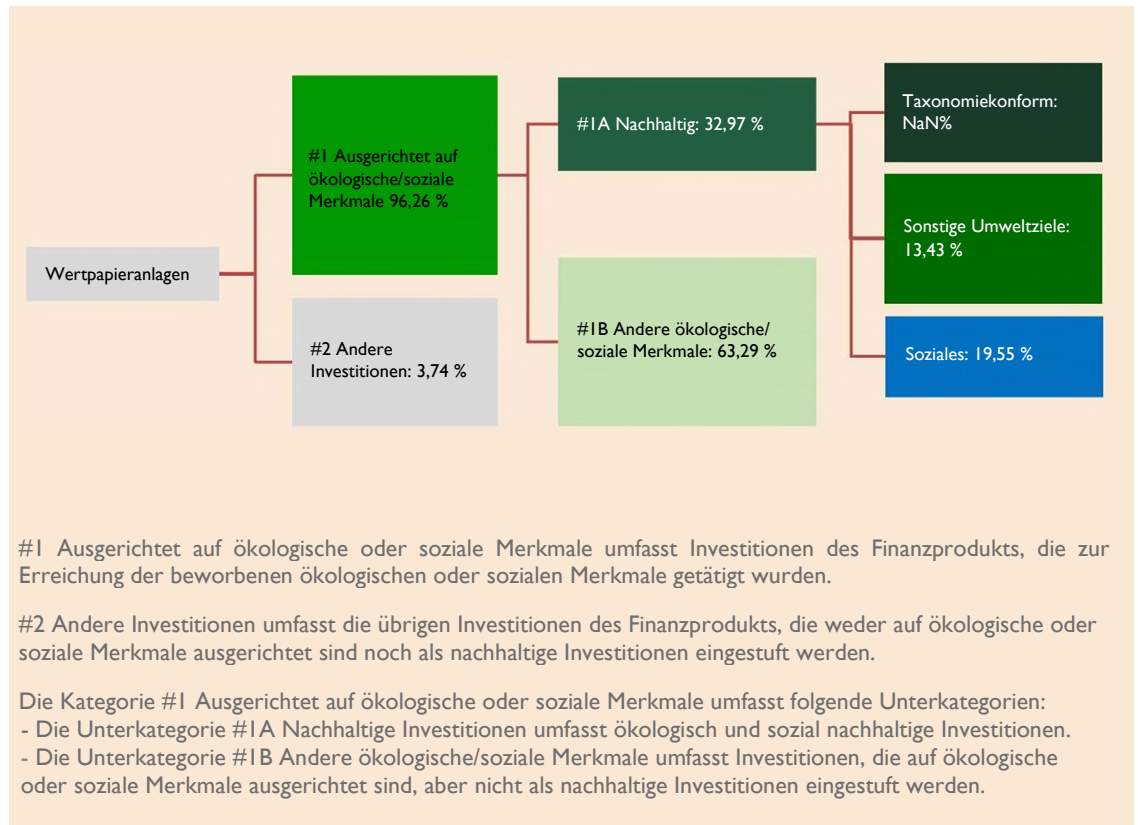 Wertpapieranlagen
#1 Ausgerichtet auf
ökologische/soziale
Merkmale 96,26 %
#2 Andere
Investitionen: 3,74 %
#1A Nachhaltig: 32,97 %
#1B Andere ökologische/
soziale Merkmale: 63,29 %
Taxonomiekonform:
NaN%
Sonstige Umweltziele:
13,43 %
Soziales: 19,55 %
#1 Ausgerichtet auf ökologische oder soziale Merkmale umfasst Investitionen des Finanzprodukts, die zur
Erreichung der beworbenen ökologischen oder sozialen Merkmale getätigt wurden.
#2 Andere Investitionen umfasst die übrigen Investitionen des Finanzprodukts, die weder auf ökologische oder
soziale Merkmale ausgerichtet sind noch als nachhaltige Investitionen eingestuft werden.
Die Kategorie #1 Ausgerichtet auf ökologische oder soziale Merkmale umfasst folgende Unterkategorien:
- Die Unterkategorie #1A Nachhaltige Investitionen umfasst ökologisch und sozial nachhaltige Investitionen.
- Die Unterkategorie #1B Andere ökologische/soziale Merkmale umfasst Investitionen, die auf ökologische
oder soziale Merkmale ausgerichtet sind, aber nicht als nachhaltige Investitionen eingestuft werden.